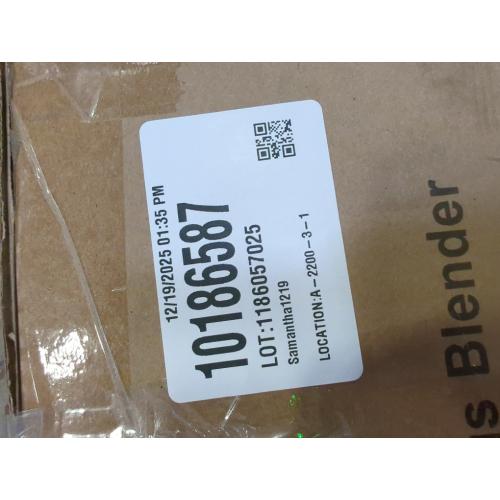 12/19/2025 01:35 PM
10186587
LOT:1186057025
Samantha1219
LOCATION:A-2200-3-1
s Blender